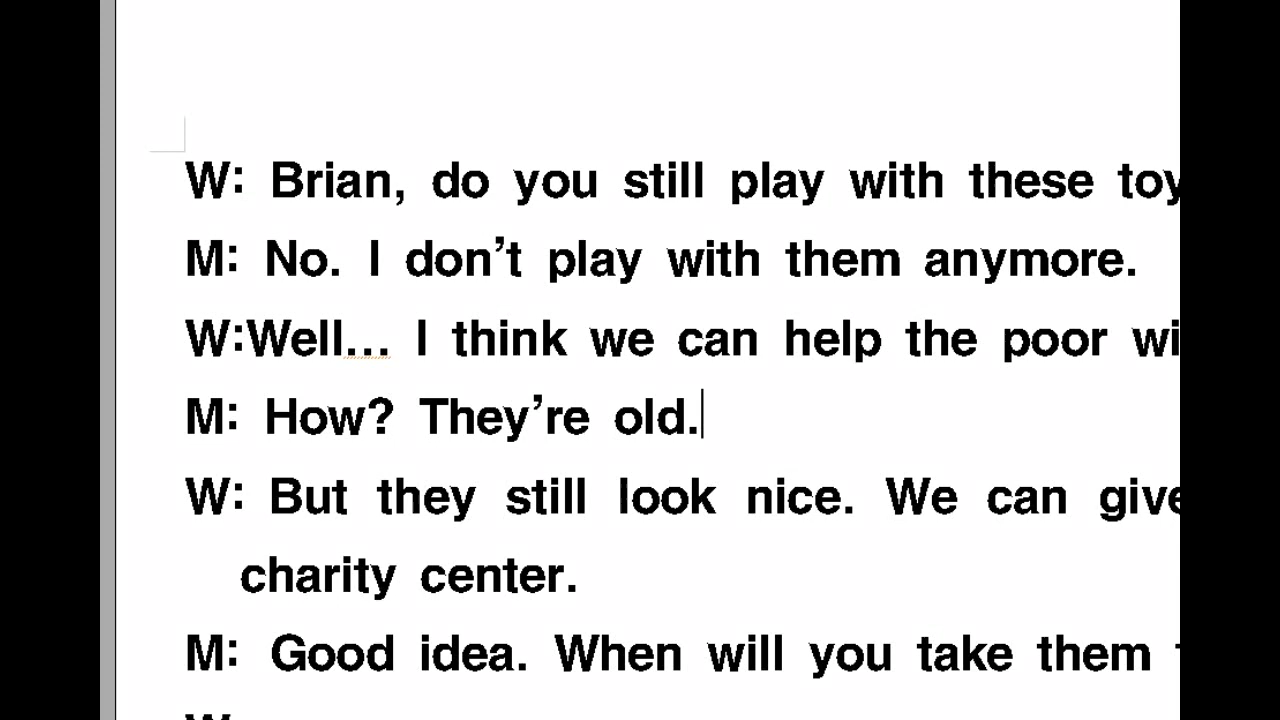 W: Brian, do you still play with these toy
M: No. I don’t play with them anymore.
W:Well... I think we can help the poor wi
M: How? They’re old.
W: But they still look nice. We can give
charity center.
M: Good idea. When will you take them